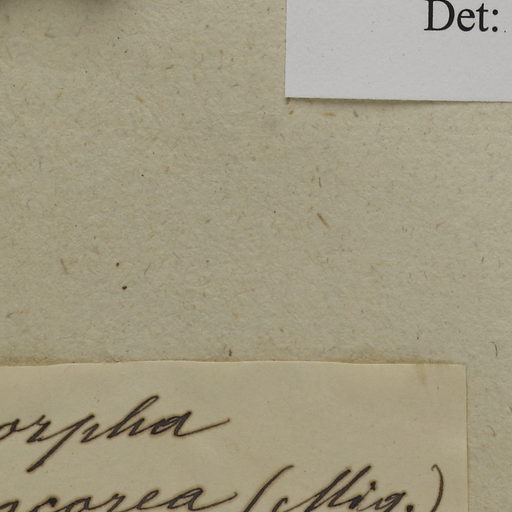 Det:
orpha
acorea (Miq.)